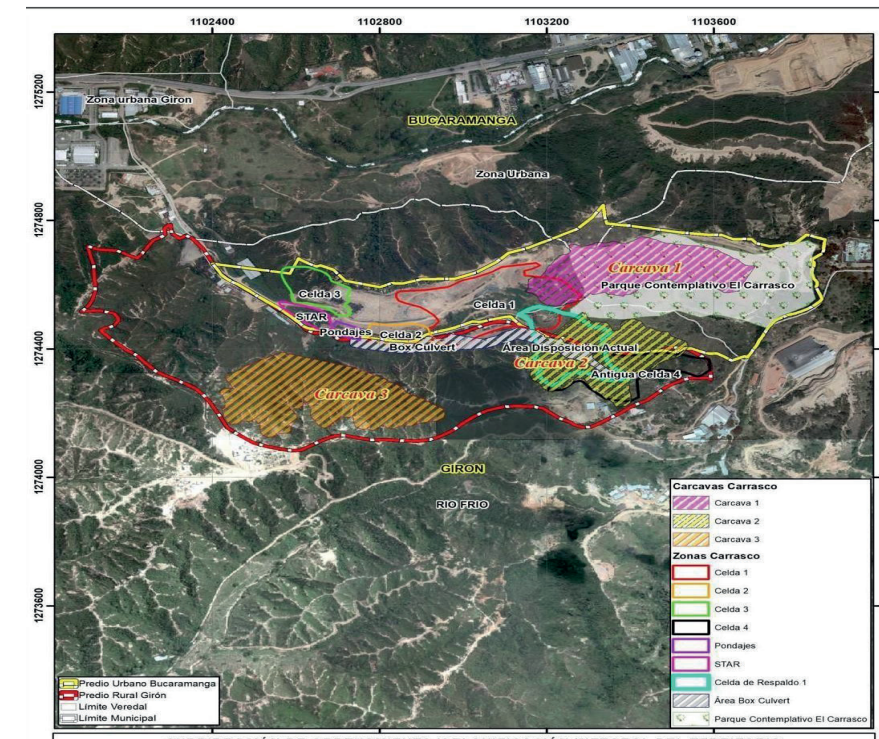 1102400 1102800 1103200 1103600
1275200
Zona urbana Giron
BUCARAMANGA
Zona Urbana
1274800
Carcava 1
Parque Contemplativo El Carrasco
Celda 3
Celda 1
STAR
Pondajes
Celda 2
1274400
Box Culvert
Área Disposición Actual
Carcava 2
Antigua Celda 4
Carcava 3
GIRON
1274000
RIO FRIO
1273600
Carcavas Carrasco
Carcava 1
Carcava 2
Carcava 3
Zonas Carrasco
Celda 1
Celda 2
Celda 3
Celda 4
Pondajes
STAR
Celda de Respaldo 1
Área Box Culvert
Parque Contemplativo El Carrasco
Predio Urbano Bucaramanga
Predio Rural Girón
Límite Veredal
Límite Municipal